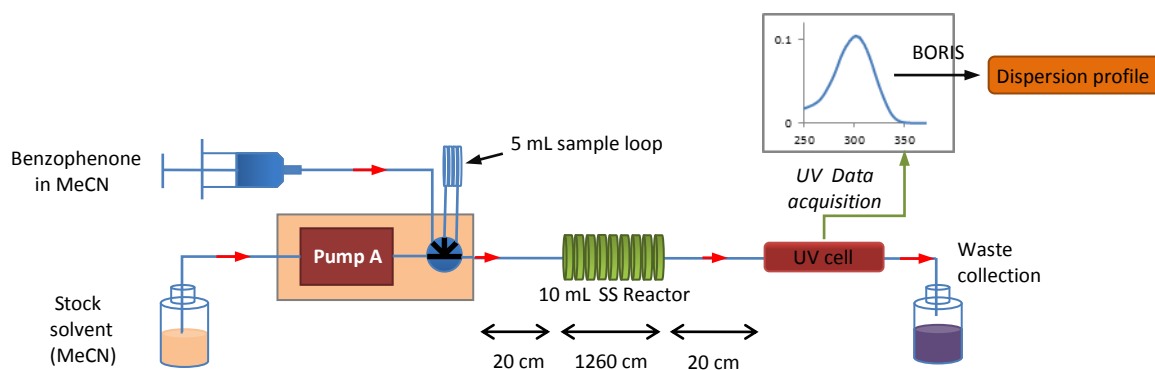 0.1
0
250
300
350
BORIS
Dispersion profile
Benzophenone
in MeCN
5 mL sample loop
UV Data
acquisition
Pump A
UV cell
Waste
collection
10 mL SS Reactor
Stock
solvent
(MeCN)
20 cm
1260 cm
20 cm